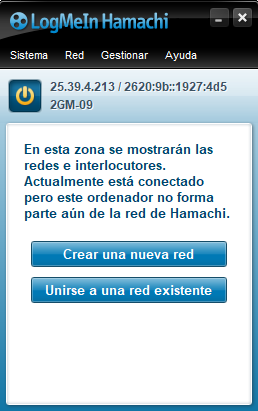 LogMeIn Hamachi
Sistema Red Gestionar Ayuda
25.39.4.213 / 2620:9b::1927:4d5
2GM-09
En esta zona se mostrarán las
redes e interlocutores.
Actualmente está conectado
pero este ordenador no forma
parte aún de la red de Hamachi.
Crear una nueva red
Unirse a una red existente